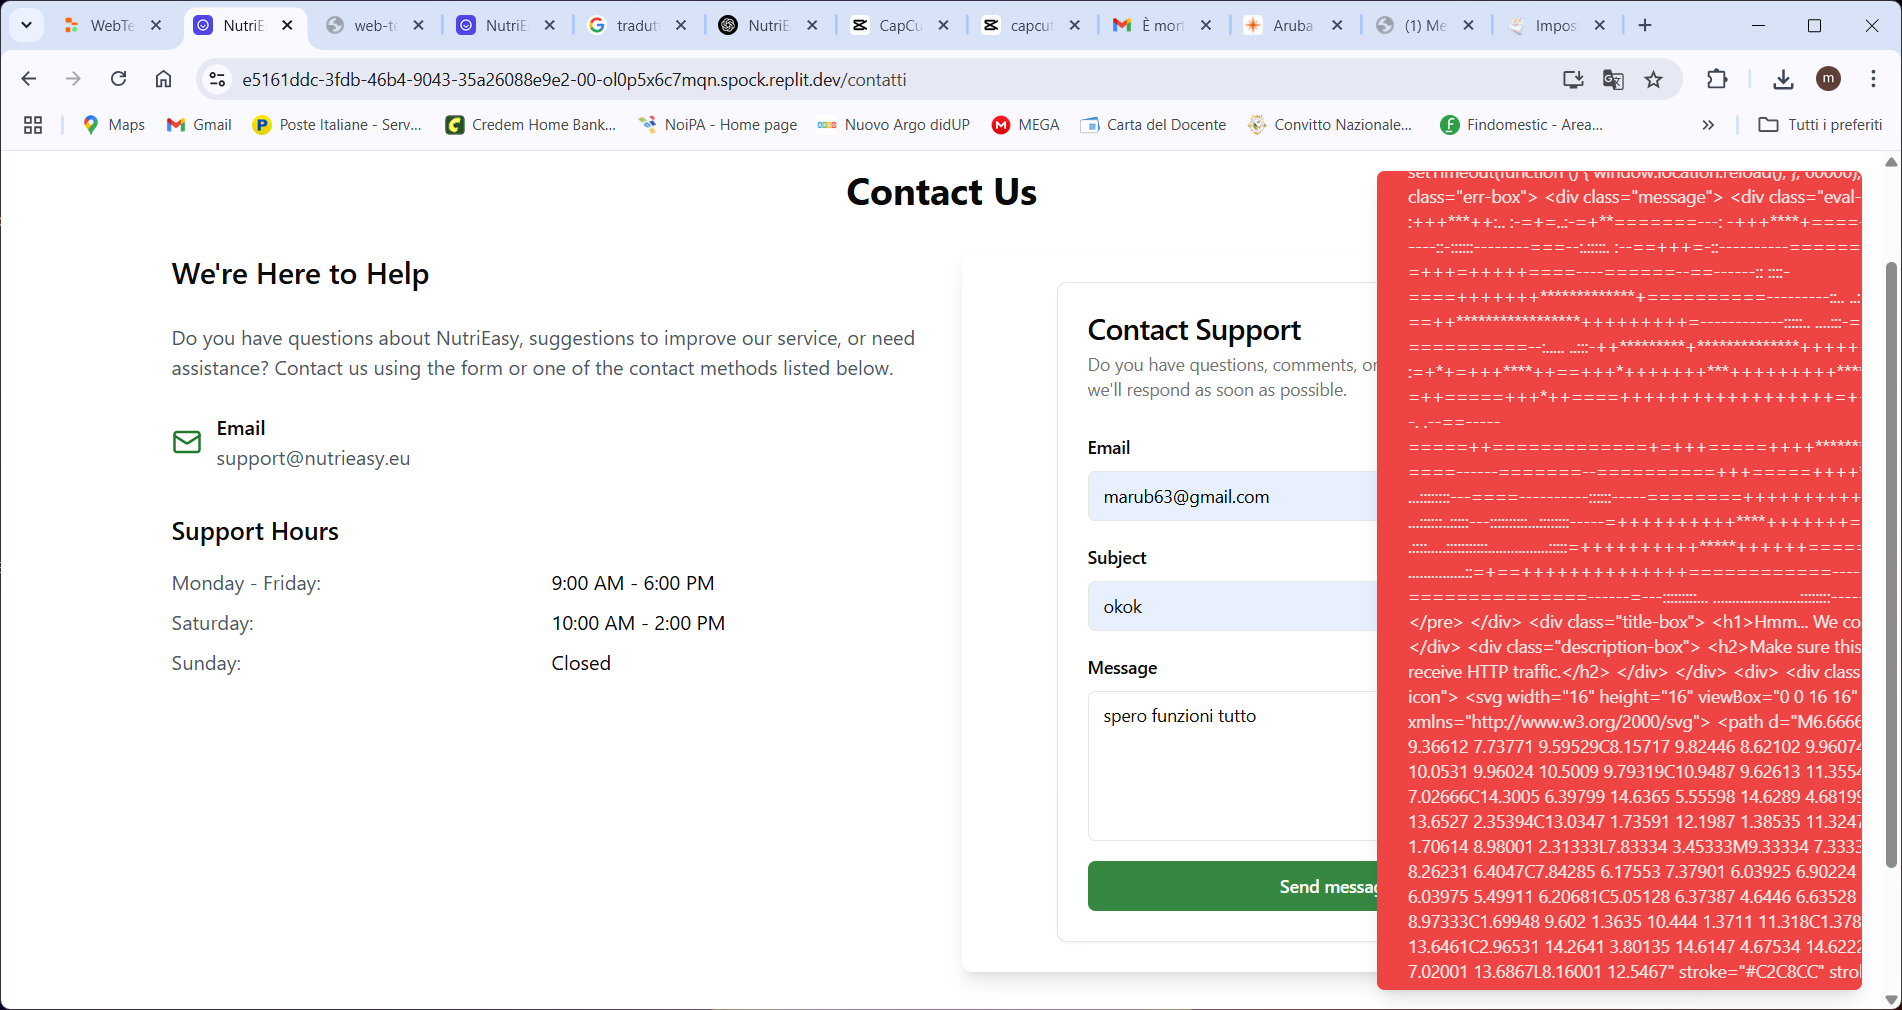 WebTe
NutriE
web-te
NutriE
tradut
NutriE
CapCu
capcut
È mort
Aruba
(1) Me
Impos
e5161ddc-3fdb-46b4-9043-35a26088e9e2-00-ol0p5x6c7mqn.spock.replit.dev/contatti
m
Maps
Gmail
Poste Italiane - Serv...
Credem Home Bank...
NoiPA - Home page
Nuovo Argo didUP
MEGA
Carta del Docente
Convitto Nazionale...
Findomestic - Area...
Tutti i preferiti
Contact Us
We're Here to Help
Do you have questions about NutriEasy, suggestions to improve our service, or need
assistance? Contact us using the form or one of the contact methods listed below.
Email
support@nutrieasy.eu
Support Hours
Monday - Friday: 9:00 AM - 6:00 PM
Saturday: 10:00 AM - 2:00 PM
Sunday: Closed
Contact Support
Do you have questions, comments, or
we'll respond as soon as possible.
Email
marub63@gmail.com
Subject
okok
Message
spero funzioni tutto
Send messag
setTimeout(function () { window.location.reload(); }, 60000);
class="err-box"> <div class="message"> <div class="eval-
</pre> </div> <div class="title-box"> <h1>Hmm... We co
</div> <div class="description-box"> <h2>Make sure this
receive HTTP traffic.</h2> </div> </div> <div> <div class
icon"> <svg width="16" height="16" viewBox="0 0 16 16"
xmlns="http://www.w3.org/2000/svg"> <path d="M6.6666
9.36612 7.73771 9.59529C8.15717 9.82446 8.62102 9.96074
10.0531 9.96024 10.5009 9.79319C10.9487 9.62613 11.3554
7.02666C14.3005 6.39799 14.6365 5.55598 14.6289 4.68199
13.6527 2.35394C13.0347 1.73591 12.1987 1.38535 11.3247
1.70614 8.98001 2.31333L7.83334 3.45333M9.33334 7.3333
8.26231 6.4047C7.84285 6.17553 7.37901 6.03925 6.90224
6.03975 5.49911 6.20681C5.05128 6.37387 4.6446 6.63528
8.97333C1.69948 9.602 1.3635 10.444 1.3711 11.318C1.378
13.6461C2.96531 14.2641 3.80135 14.6147 4.67534 14.6222
7.02001 13.6867L8.16001 12.5467" stroke="#C2C8CC" strol